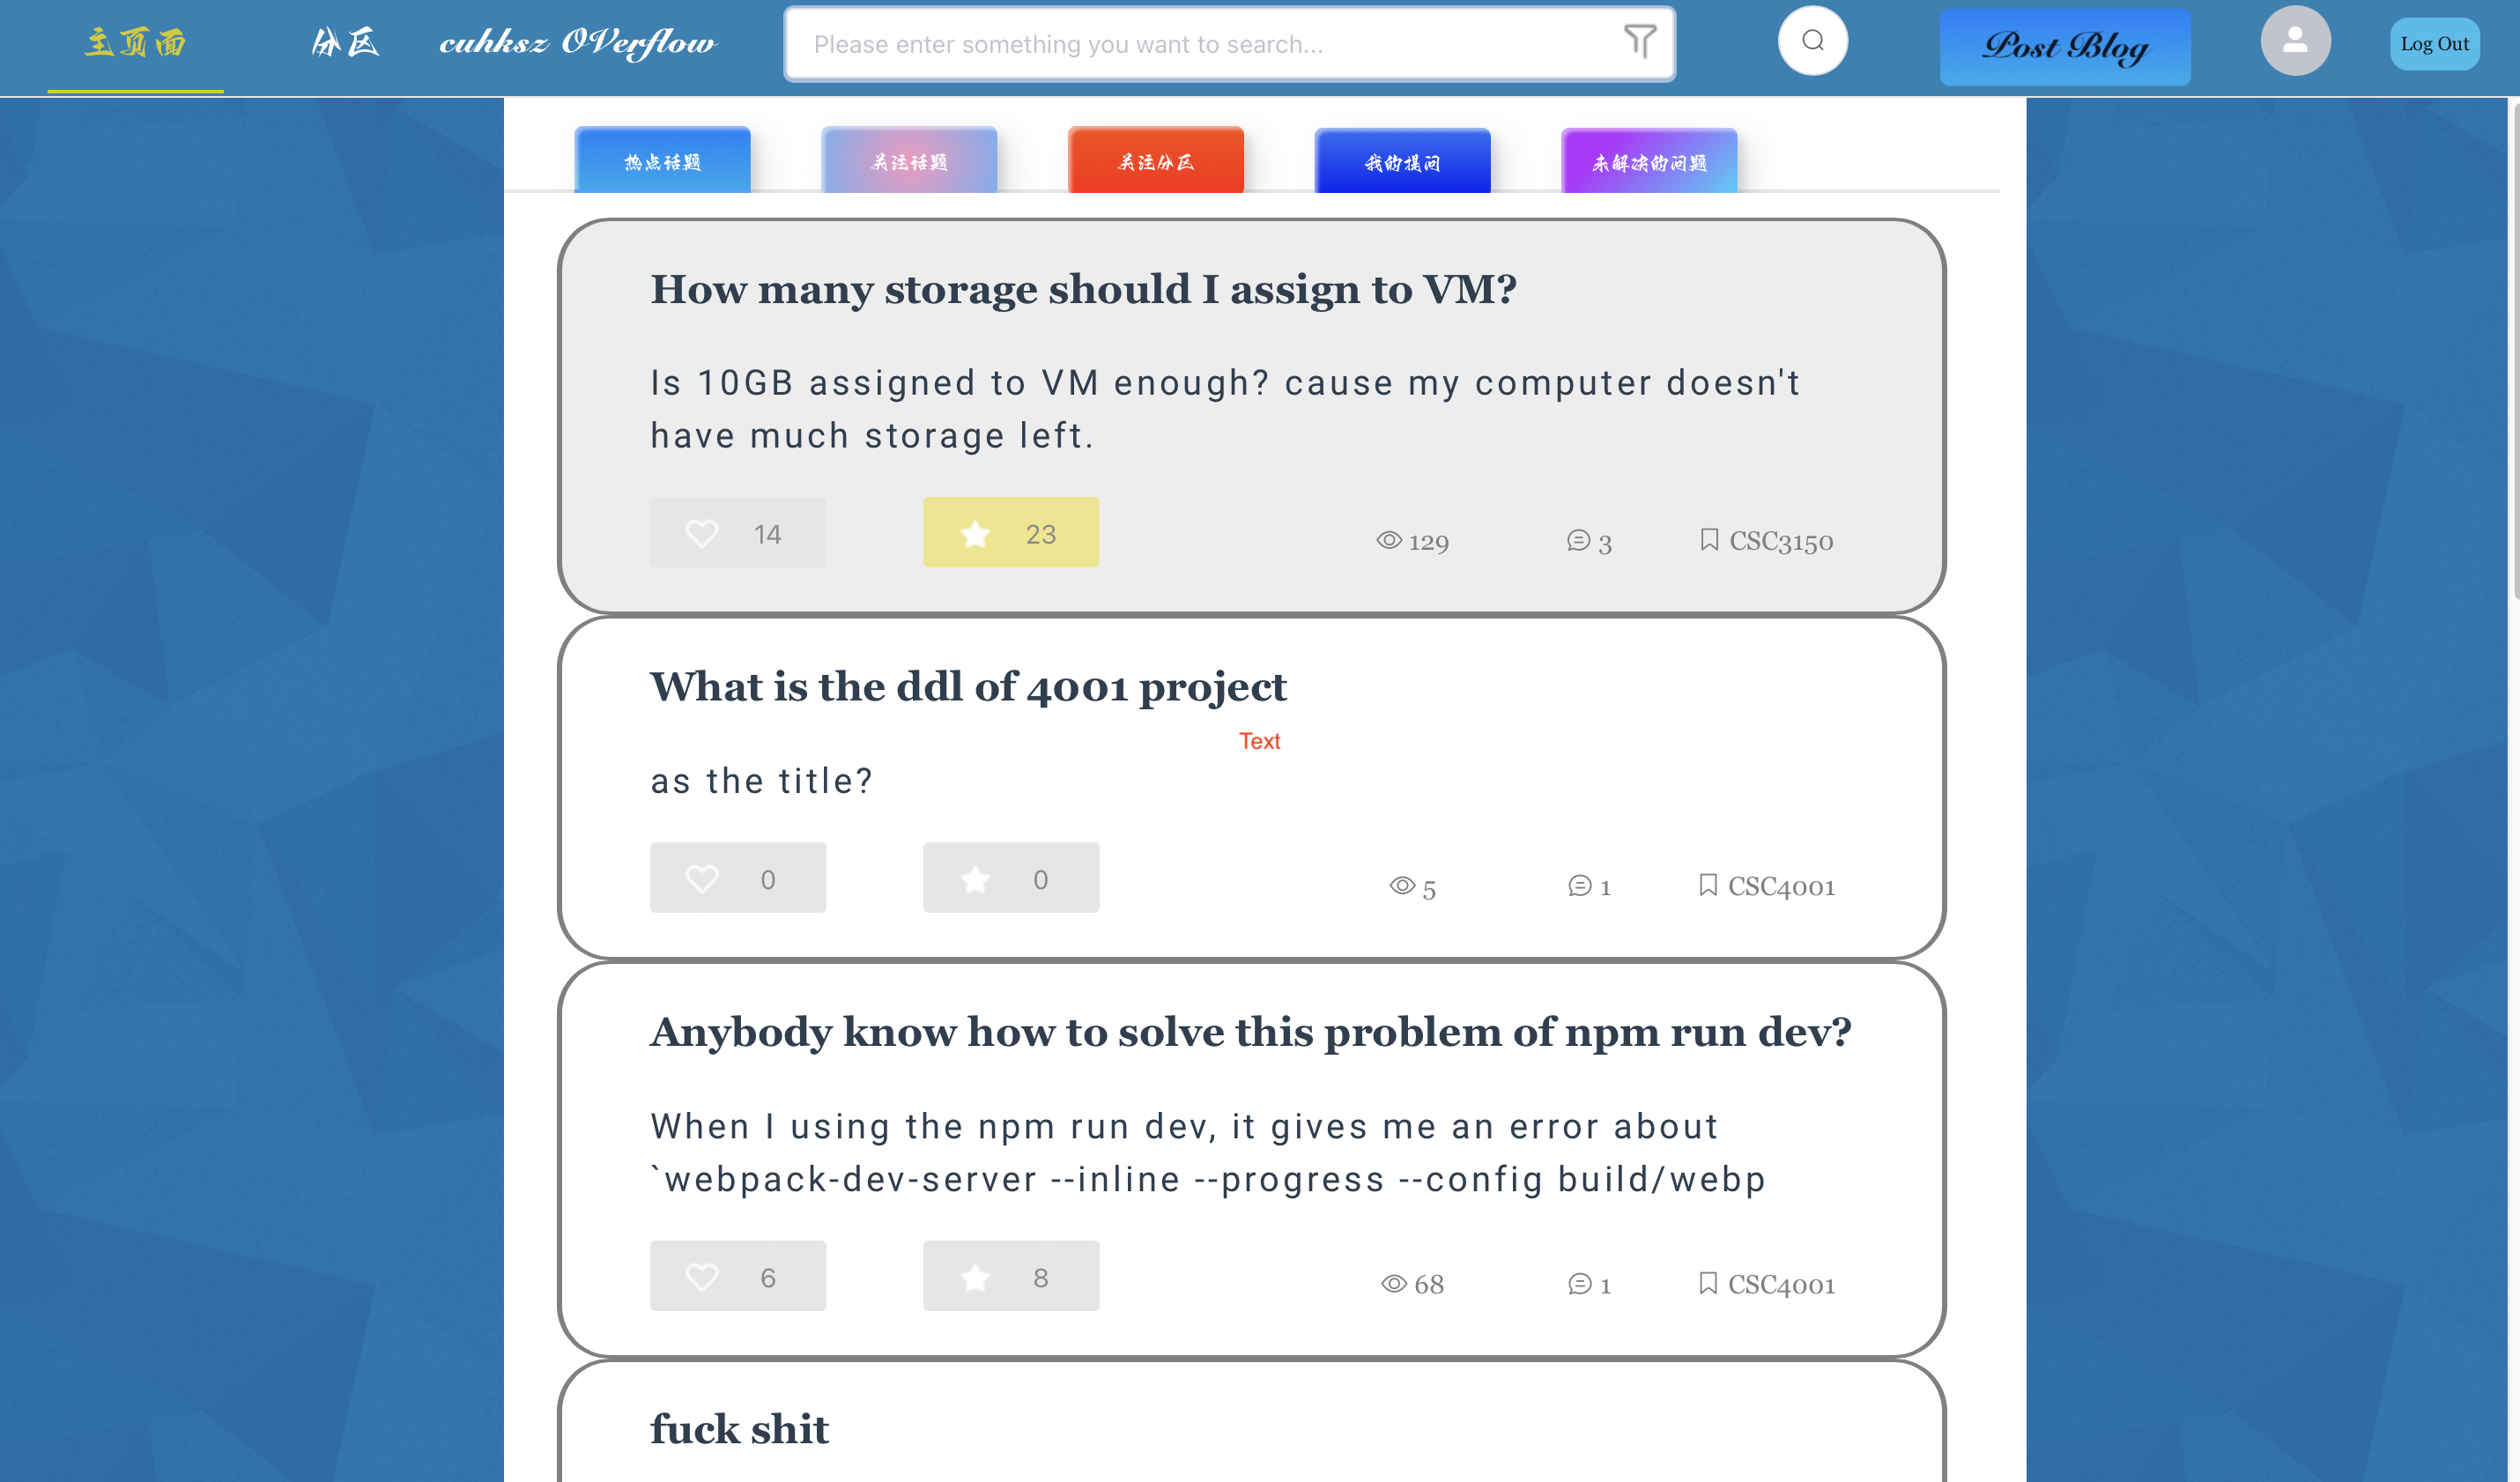 主页面
分区
cuhksz OVerflow
Please enter something you want to search...
Post Blog
Log Out
热点话题
关注话题
关注分区
我的提问
未解决的问题
How many storage should I assign to VM?
Is 10GB assigned to VM enough? cause my computer doesn't
have much storage left.
14
23
129
3
CSC3150
What is the ddl of 4001 project
Text
as the title?
0
0
5
1
CSC4001
Anybody know how to solve this problem of npm run dev?
When I using the npm run dev, it gives me an error about
`webpack-dev-server --inline --progress --config build/webp
6
8
68
1
CSC4001
fuck shit